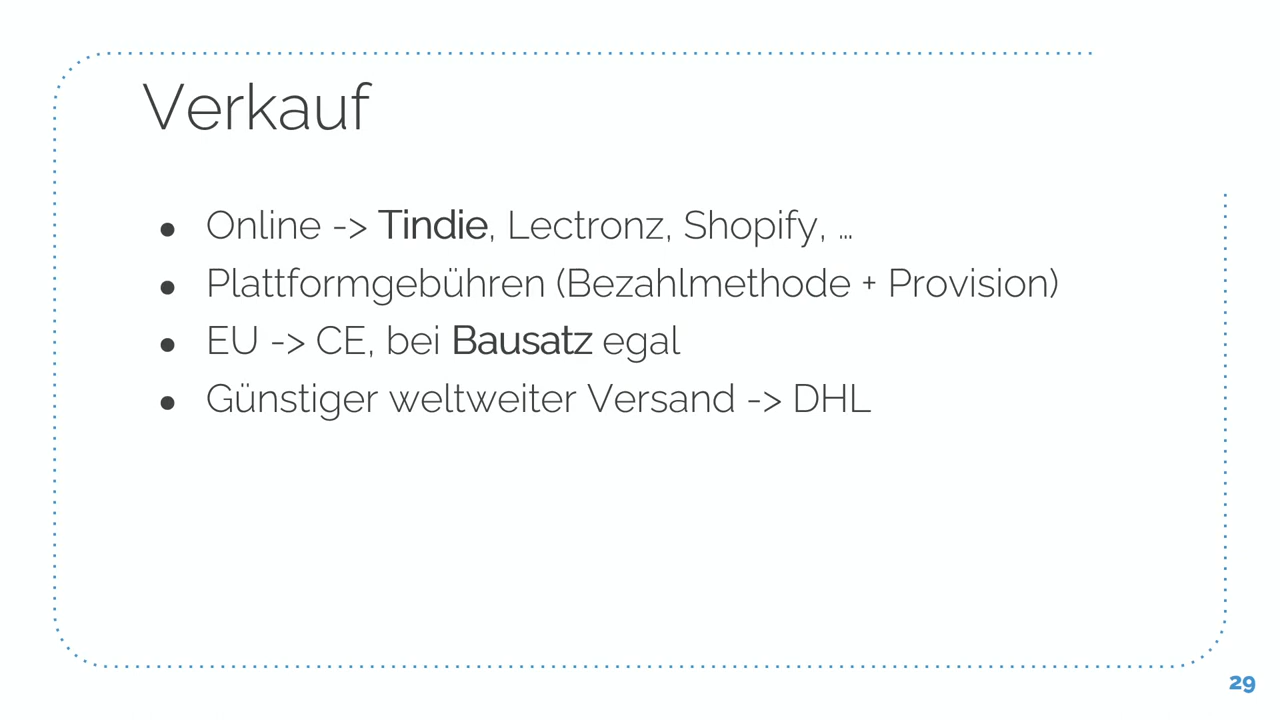 Verkauf
● Online -> Tindie, Lectronz, Shopify, …
● Plattformgebühren (Bezahlmethode + Provision)
● EU -> CE, bei Bausatz egal
● Günstiger weltweiter Versand -> DHL
29